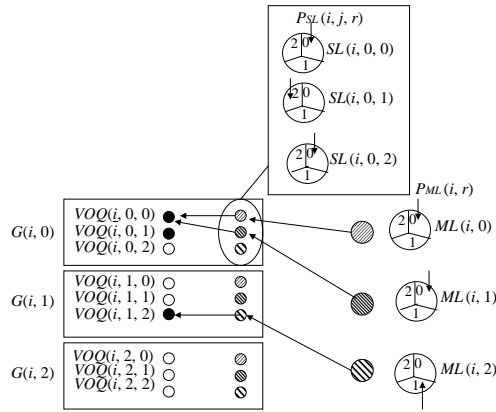 P_SL(i, j, r)
2 0
1
SL(i, 0, 0)
2 0
1
SL(i, 0, 1)
2 0
1
SL(i, 0, 2)
P_ML(i, r)
G(i, 0)
VOQ(i, 0, 0)
VOQ(i, 0, 1)
VOQ(i, 0, 2)
2 0
1
ML(i, 0)
G(i, 1)
VOQ(i, 1, 0)
VOQ(i, 1, 1)
VOQ(i, 1, 2)
2 0
1
ML(i, 1)
G(i, 2)
VOQ(i, 2, 0)
VOQ(i, 2, 1)
VOQ(i, 2, 2)
2 0
1
ML(i, 2)